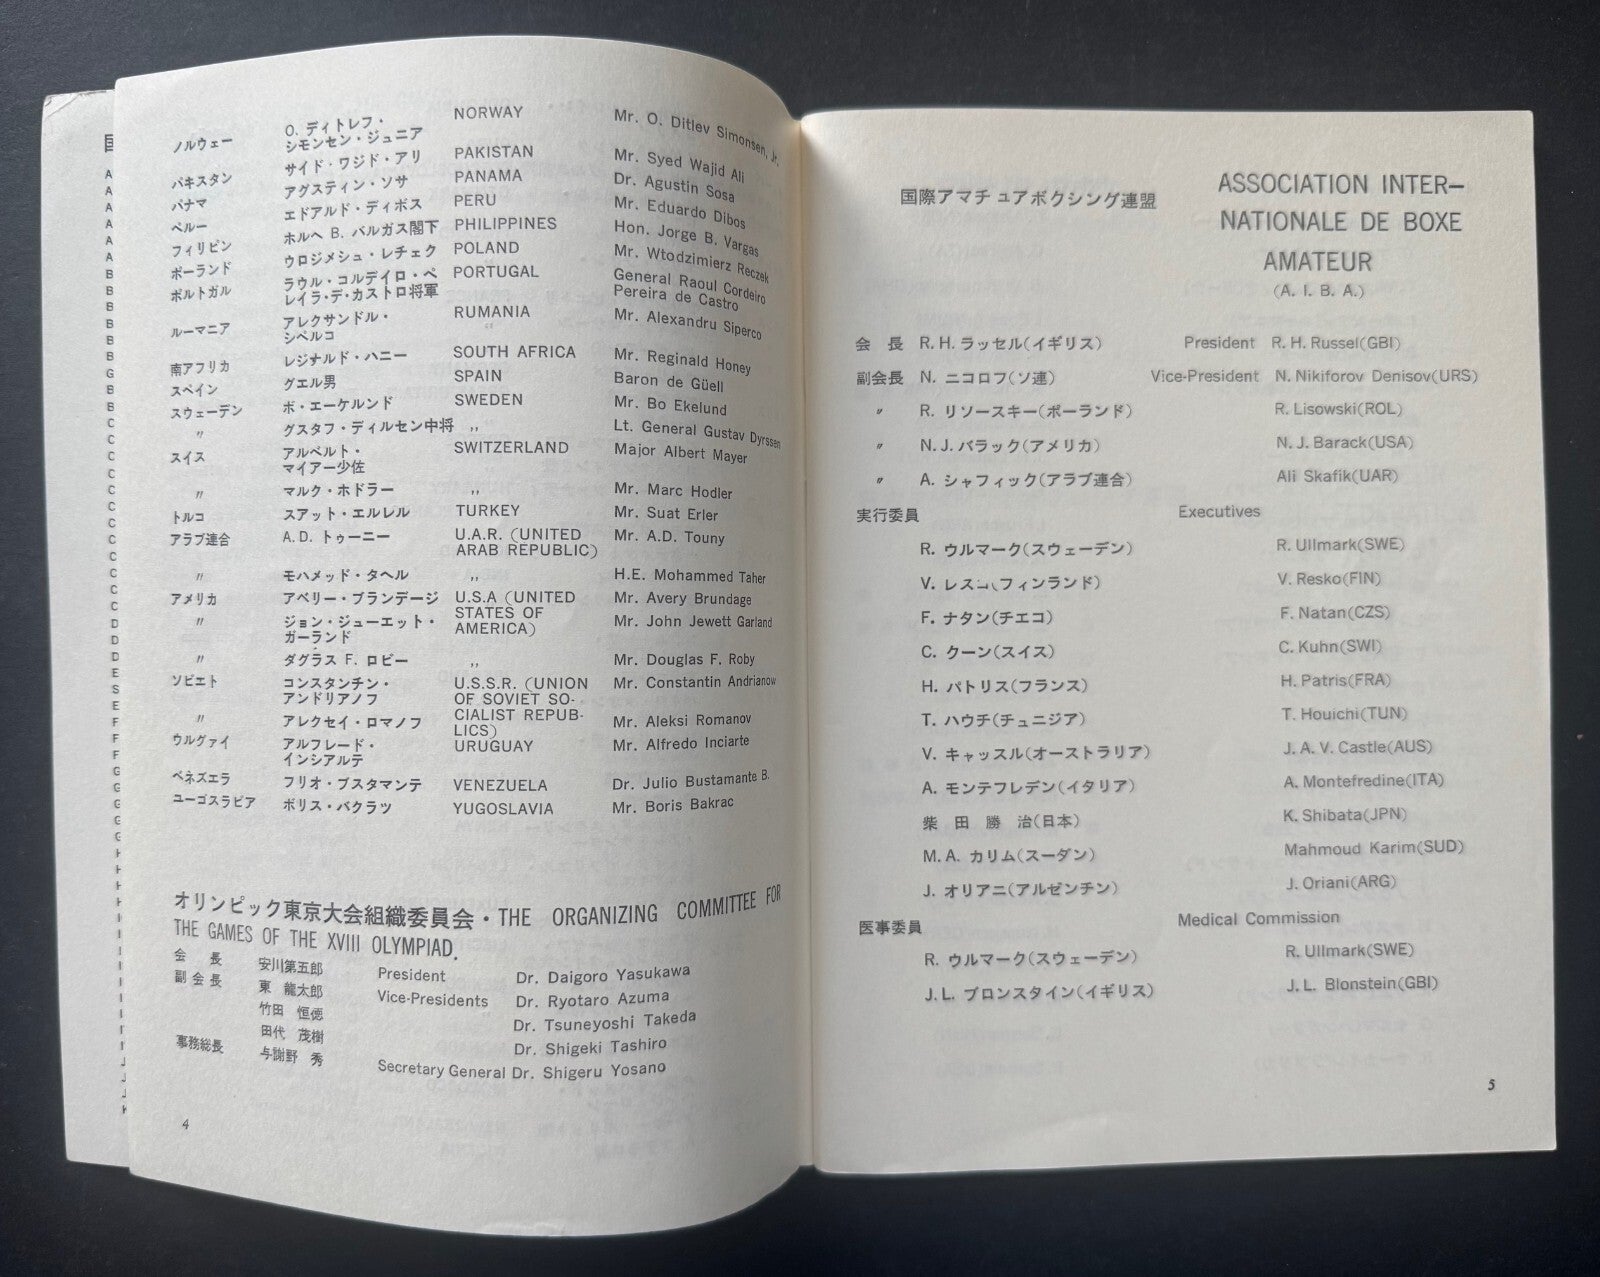 ノルウェー O. ディトレフ・ NORWAY Mr. O. Ditlev Simonsen, Jr.
シモンセン・ジュニア
パキスタン サイド・ワジド・アリ PAKISTAN Mr. Syed Wajid Ali
パナマ アグスティン・ソサ PANAMA Dr. Agustin Sosa
ペルー エドアルド・ディボス PERU Mr. Eduardo Dibos
フィリピン ホルヘ B. バルガス閣下 PHILIPPINES Hon. Jorge B. Vargas
ポーランド ウロジメシュ・レチェク POLAND Mr. Wtodzimierz Reczek
ポルトガル ラウル・コルデイロ・ペ PORTUGAL General Raoul Cordeiro
レイラ・デ・カストロ将軍 Pereira de Castro
ルーマニア アレクサンドル・ RUMANIA Mr. Alexandru Siperco
シペルコ
南アフリカ レジナルド・ハニー SOUTH AFRICA Mr. Reginald Honey
スペイン グエル男 SPAIN Baron de Güell
スウェーデン ボ・エーケルンド SWEDEN Mr. Bo Ekelund
〃 グスタフ・ディルセン中将 ,, Lt. General Gustav Dyrssen
スイス アルベルト・ SWITZERLAND Major Albert Mayer
マイアー少佐
〃 マルク・ホドラー ,, Mr. Marc Hodler
トルコ スアット・エルレル TURKEY Mr. Suat Erler
アラブ連合 A.D. トゥーニー U.A.R. (UNITED Mr. A.D. Touny
ARAB REPUBLIC)
〃 モハメッド・タヘル ,, H.E. Mohammed Taher
アメリカ アベリー・ブランデージ U.S.A (UNITED Mr. Avery Brundage
〃 ジョン・ジューエット・ STATES OF Mr. John Jewett Garland
ガーランド AMERICA)
〃 ダグラス F. ロビー ,, Mr. Douglas F. Roby
ソビエト コンスタンチン・ U.S.S.R. (UNION Mr. Constantin Andrianow
アンドリアノフ OF SOVIET SO-
〃 アレクセイ・ロマノフ CIALIST REPUB- Mr. Aleksi Romanov
LICS)
ウルグァイ アルフレード・ URUGUAY Mr. Alfredo Inciarte
インシアルテ
ベネズエラ フリオ・ブスタマンテ VENEZUELA Dr. Julio Bustamante B.
ユーゴスラビア ボリス・バクラツ YUGOSLAVIA Mr. Boris Bakrac
オリンピック東京大会組織委員会・THE ORGANIZING COMMITTEE FOR
THE GAMES OF THE XVIII OLYMPIAD.
会長 安川第五郎 President Dr. Daigoro Yasukawa
副会長 東 龍太郎 Vice-Presidents Dr. Ryotaro Azuma
竹田 恒徳 Dr. Tsuneyoshi Takeda
田代 茂樹 Dr. Shigeki Tashiro
事務総長 与謝野 秀 Secretary General Dr. Shigeru Yosano
4
国際アマチュアボクシング連盟 ASSOCIATION INTER-
NATIONALE DE BOXE
AMATEUR
(A. I. B. A.)
会長 R. H. ラッセル(イギリス) President R. H. Russel(GBI)
副会長 N. ニコロフ(ソ連) Vice-President N. Nikiforov Denisov(URS)
〃 R. リソースキー(ポーランド) R. Lisowski(ROL)
〃 N. J. バラック(アメリカ) N. J. Barack(USA)
〃 A. シャフィック(アラブ連合) Ali Skafik(UAR)
実行委員 Executives
R. ウルマーク(スウェーデン) R. Ullmark(SWE)
V. レスコ(フィンランド) V. Resko(FIN)
F. ナタン(チエコ) F. Natan(CZS)
C. クーン(スイス) C. Kuhn(SWI)
H. パトリス(フランス) H. Patris(FRA)
T. ハウチ(チュニジア) T. Houichi(TUN)
V. キャッスル(オーストラリア) J. A. V. Castle(AUS)
A. モンテフレデン(イタリア) A. Montefredine(ITA)
柴田勝治(日本) K. Shibata(JPN)
M. A. カリム(スーダン) Mahmoud Karim(SUD)
J. オリアニ(アルゼンチン) J. Oriani(ARG)
医事委員 Medical Commission
R. ウルマーク(スウェーデン) R. Ullmark(SWE)
J. L. ブロンスタイン(イギリス) J. L. Blonstein(GBI)
5